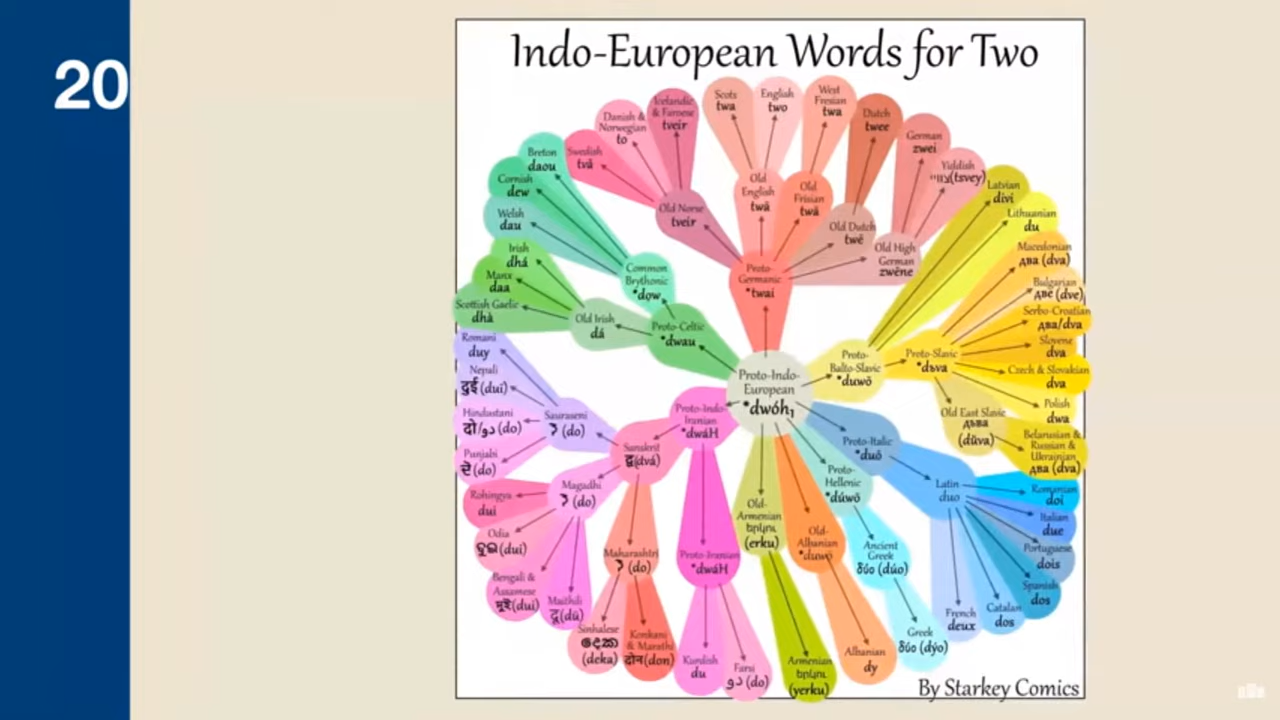 20
Indo-European Words for Two
Scots
twa
English
two
West
Fresian
twa
Dutch
twee
German
zwei
Yiddish
(tsvey)
Icelandic
& Faroese
tveir
Danish &
Norwegian
to
Swedish
två
Old Norse
tveir
Old
English
twā
Old
Frisian
twā
Old Dutch
twē
Old High
German
zwēne
Proto-
Germanic
*twai
Breton
daou
Cornish
dew
Welsh
dau
Common
Brythonic
*dow
Irish
dhá
Manx
daa
Scottish Gaelic
dhà
Old Irish
dá
Proto-Celtic
*dwau
Latvian
divi
Lithuanian
du
Macedonian
два (dva)
Bulgarian
две (dve)
Serbo-Croatian
два/dva
Slovene
dva
Czech & Slovakian
dva
Polish
dwa
Belarusian &
Russian &
Ukrainian
два (dva)
Old East Slavic
дъва
(dŭva)
Proto-Slavic
*dъva
Proto-
Balto-Slavic
*duwō
Proto-Indo-
European
*dwóh₁
Proto-Italic
*duō
Latin
duo
Romanian
doi
Italian
due
Portuguese
dois
Spanish
dos
Catalan
dos
French
deux
Proto-
Hellenic
*dúwō
Ancient
Greek
δύο (dúo)
Greek
δύο (dýo)
Old-
Albanian
*duwō
Albanian
dy
Old-
Armenian
երկու
(erku)
Armenian
երկու
(yerku)
Proto-Indo-
Iranian
*dwáH
Proto-Iranian
*dwáH
Kurdish
du
Farsi
دو (do)
Sanskrit
द्व (dvá)
Sauraseni
(do)
Romani
duy
Nepali
दुई (dui)
Hindustani
दो/دو (do)
Punjabi
ਦੋ (do)
Magadhi
(do)
Rohingya
dui
Odia
ଦୁଇ (dui)
Bengali &
Assamese
দুই (dui)
Maithili
दू (dū)
Maharashtri
(do)
Sinhalese
දෙක
(deka)
Konkani
& Marathi
दोन (don)
By Starkey Comics